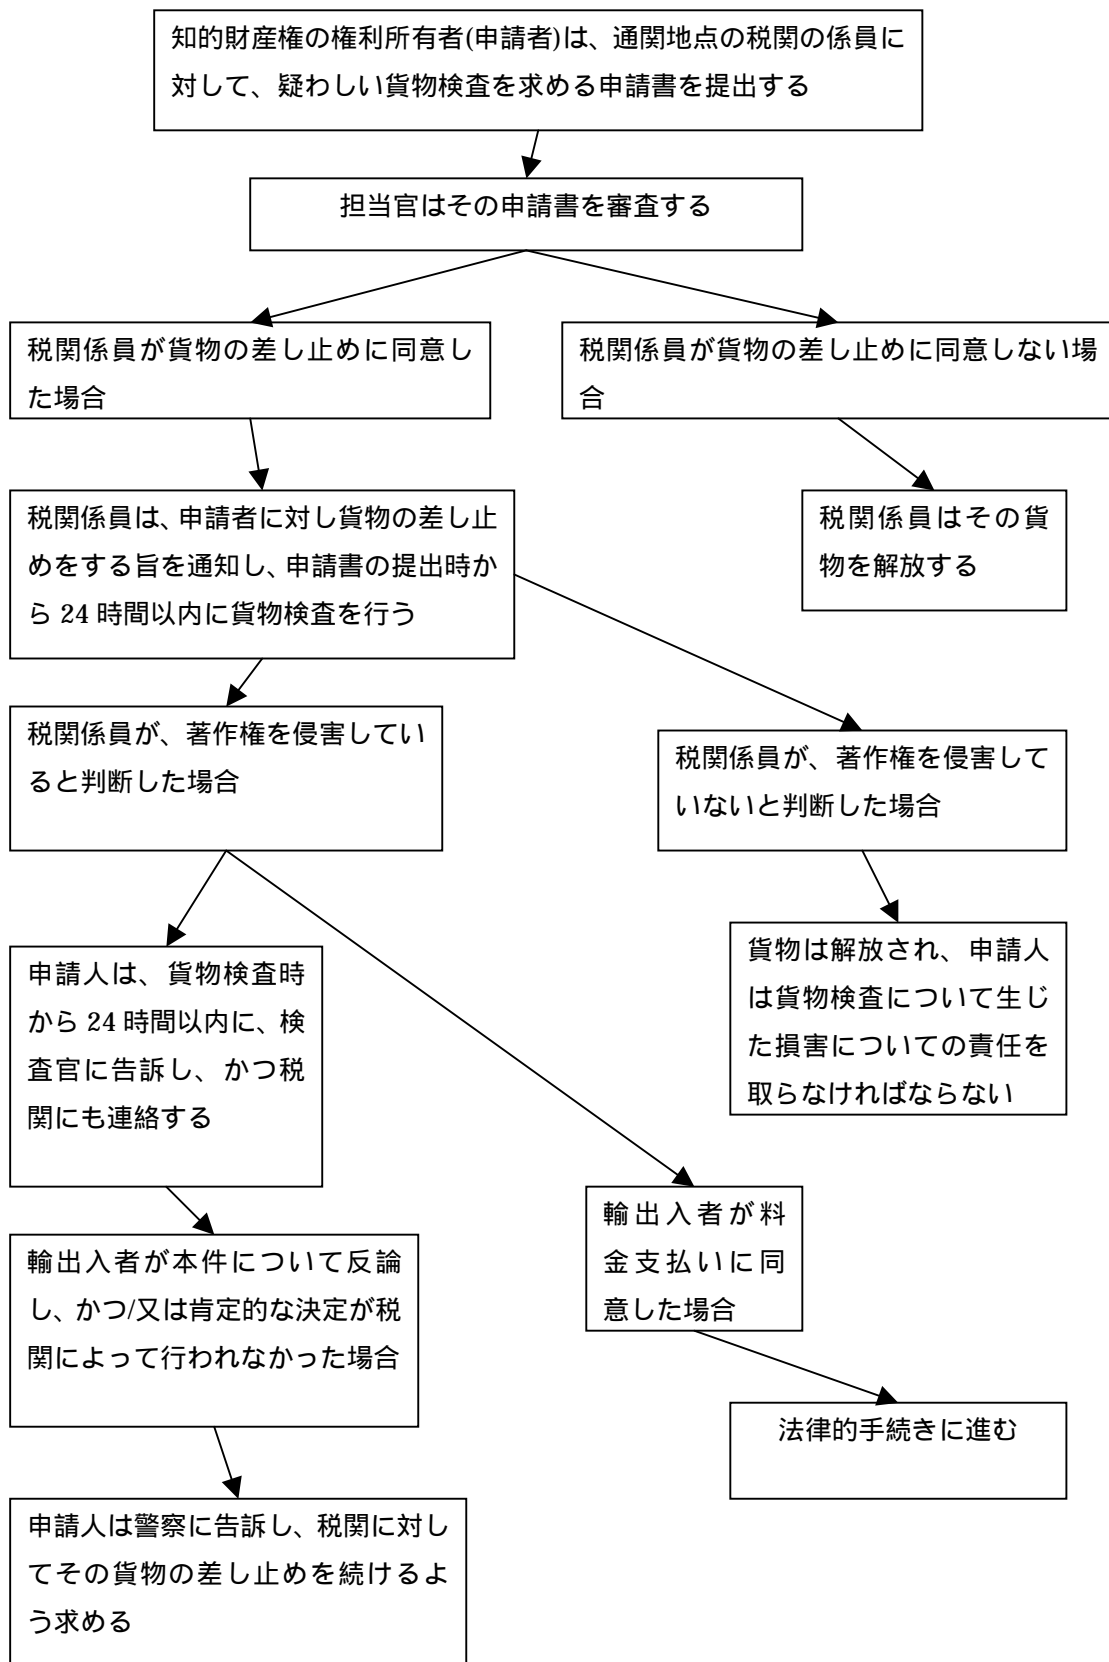 知的財産権の権利所有者(申請者)は、通関地点の税関の係員に
対して、疑わしい貨物検査を求める申請書を提出する
担当官はその申請書を審査する
税関係員が貨物の差し止めに同意し
た場合
税関係員が貨物の差し止めに同意しない場
合
税関係員は、申請者に対し貨物の差し止
めをする旨を通知し、申請書の提出時か
ら 24 時間以内に貨物検査を行う
税関係員はその貨
物を解放する
税関係員が、著作権を侵害してい
ると判断した場合
税関係員が、著作権を侵害して
いないと判断した場合
申請人は、貨物検査時
から 24 時間以内に、検
査官に告訴し、かつ税
関にも連絡する
貨物は解放され、申請人
は貨物検査について生じ
た損害についての責任を
取らなければならない
輸出入者が本件について反論
し、かつ/又は肯定的な決定が税
関によって行われなかった場合
輸出入者が料
金支払いに同
意した場合
法律的手続きに進む
申請人は警察に告訴し、税関に対し
てその貨物の差し止めを続けるよ
う求める